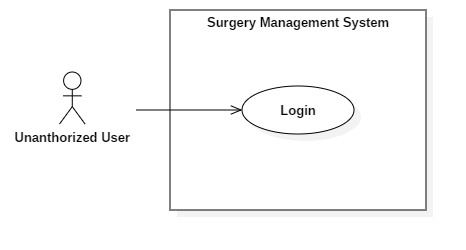 Surgery Management System
Login
Unanthorized User